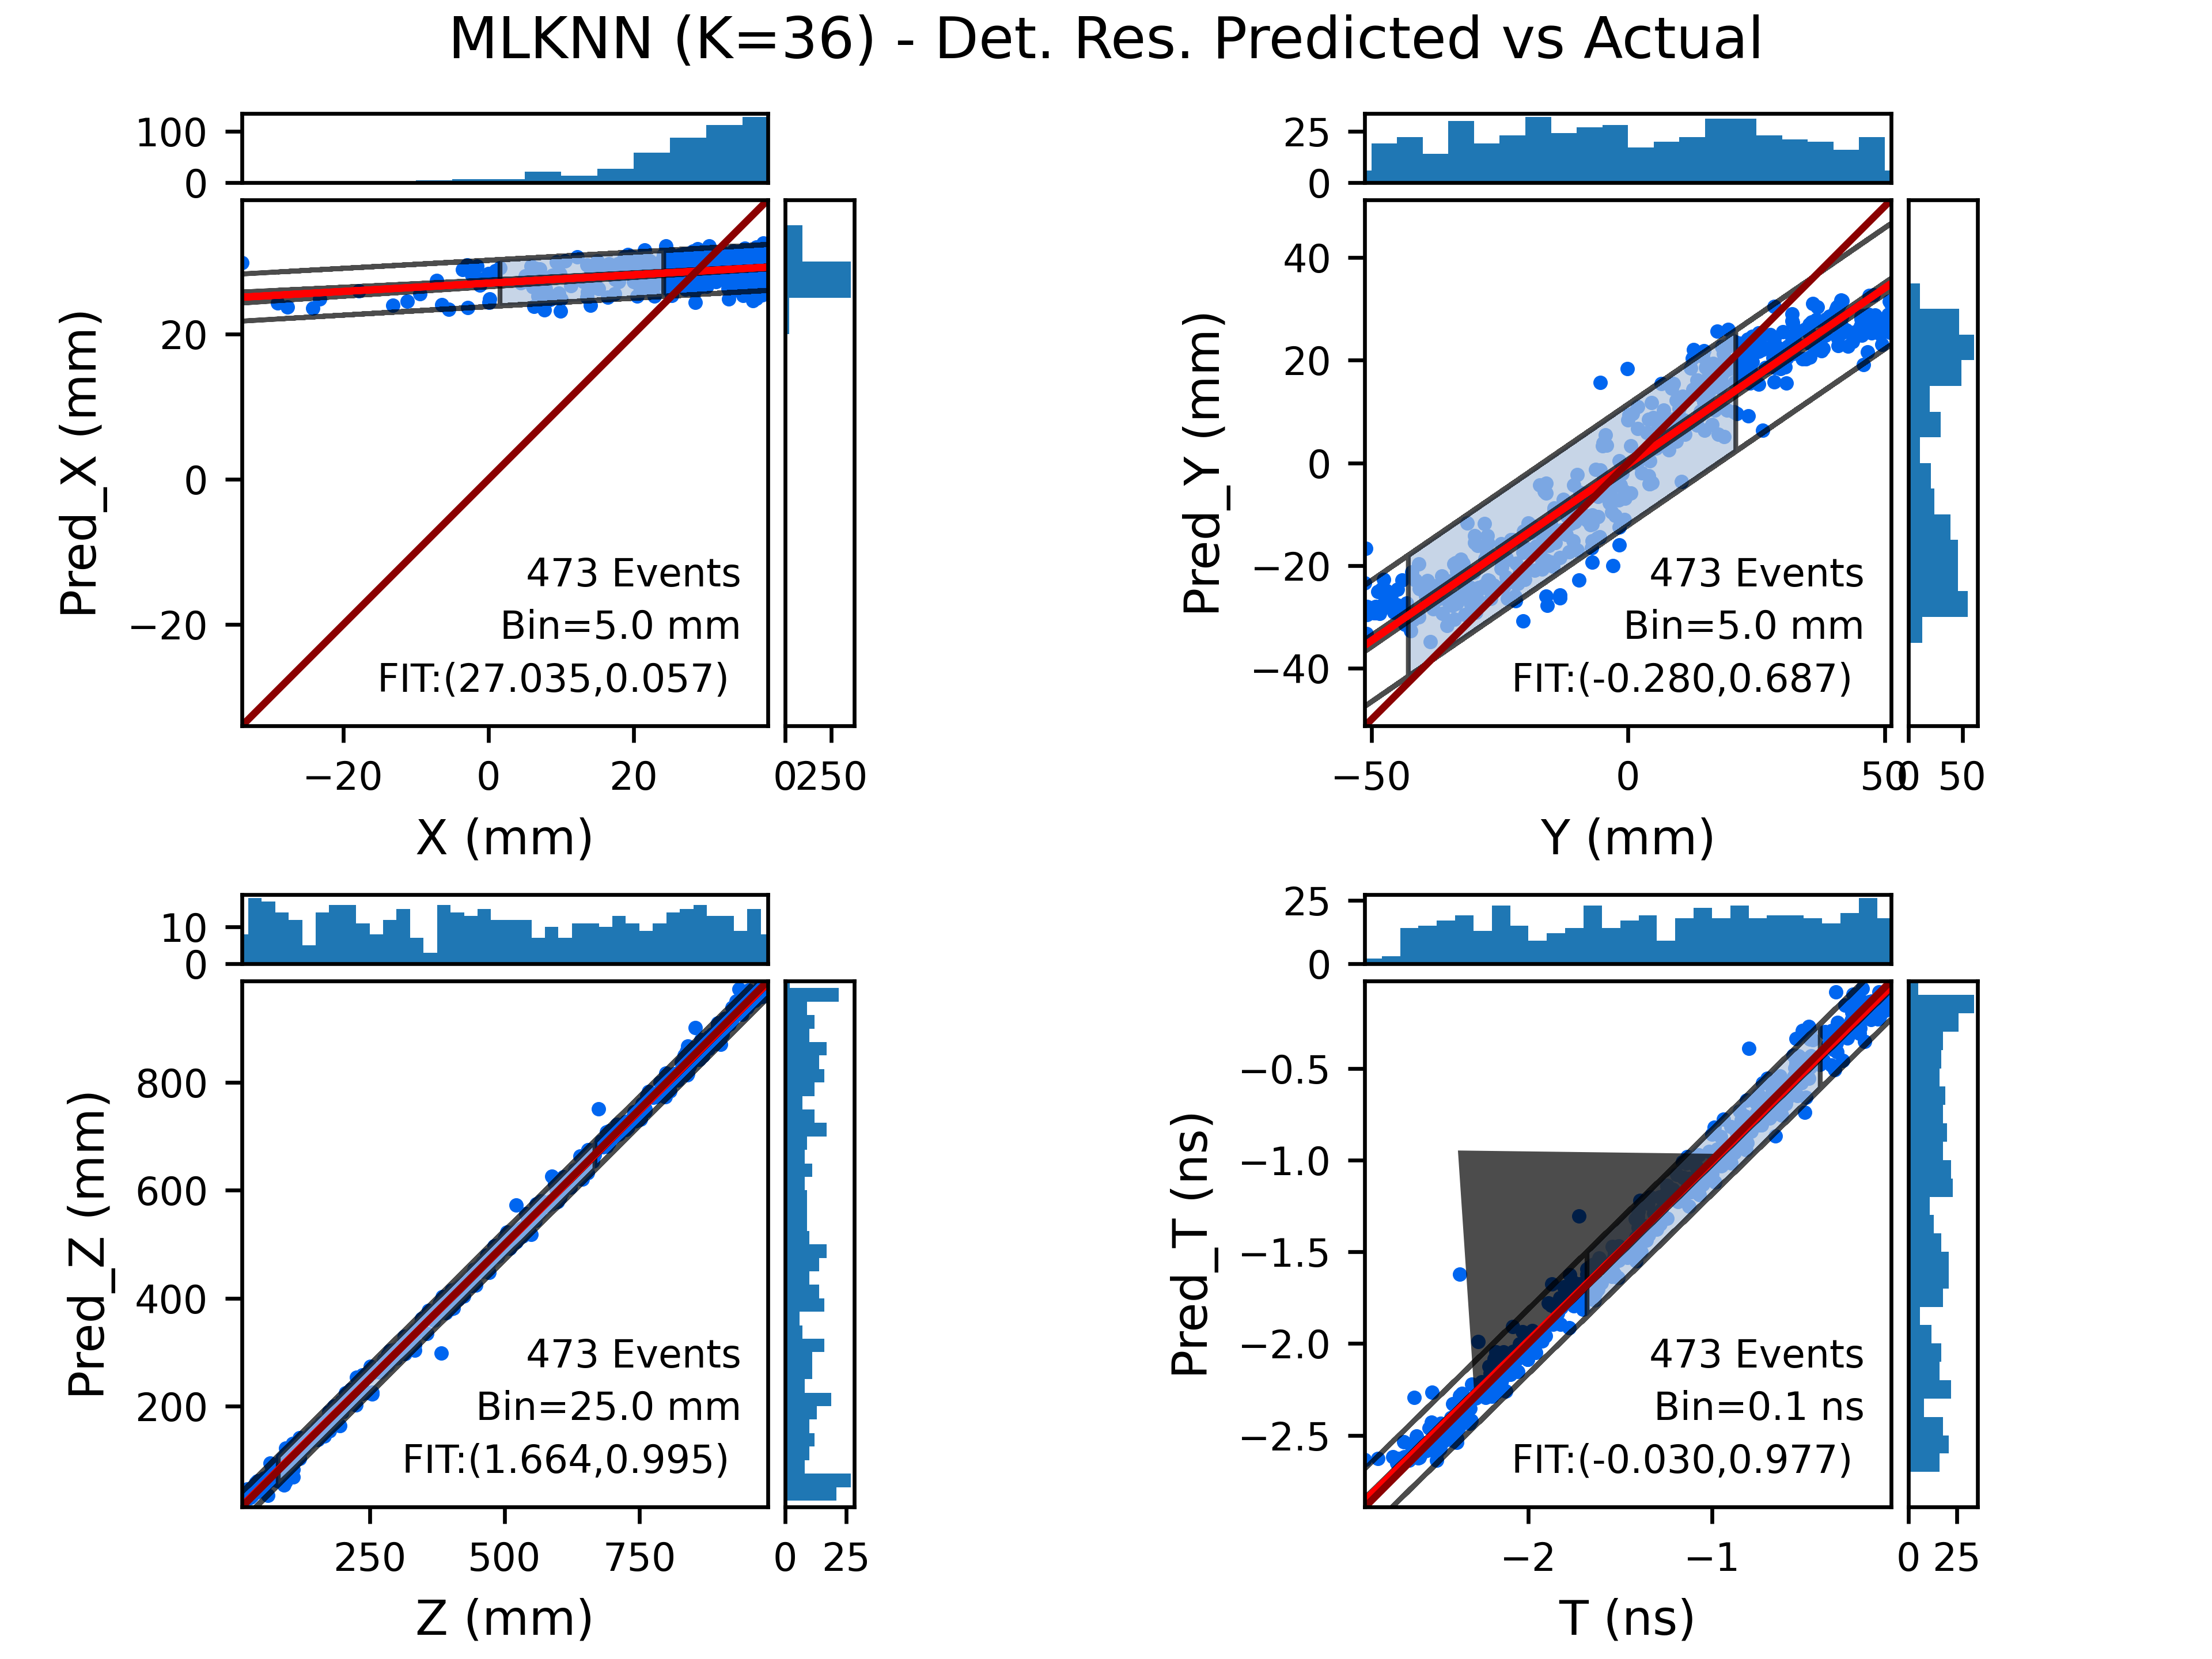 MLKNN (K=36) - Det. Res. Predicted vs Actual
100
0
20
0
−20
Pred_X (mm)
473 Events
Bin=5.0 mm
FIT:(27.035,0.057)
−20 0 20 0 250
X (mm)
25
0
40
20
0
−20
−40
Pred_Y (mm)
473 Events
Bin=5.0 mm
FIT:(-0.280,0.687)
−50 0 50 0 50
Y (mm)
10
0
800
600
400
200
Pred_Z (mm)
473 Events
Bin=25.0 mm
FIT:(1.664,0.995)
250 500 750 0 25
Z (mm)
25
0
−0.5
−1.0
−1.5
−2.0
−2.5
Pred_T (ns)
473 Events
Bin=0.1 ns
FIT:(-0.030,0.977)
−2 −1 0 25
T (ns)